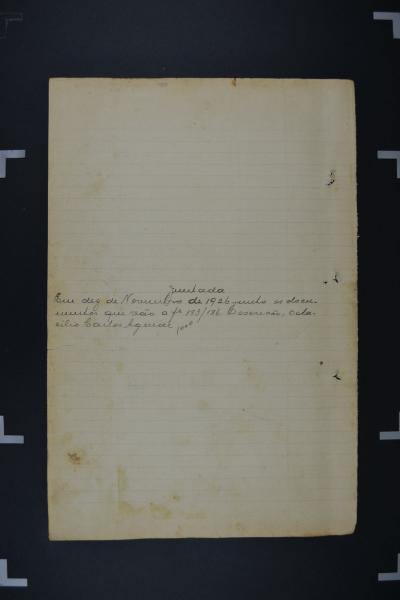 Juntada
Em dez de Novembro de 1926, junto os docu-
mentos que vão a fs 183/186. O escrivão, Octa-
cilio Carlos Aguiar